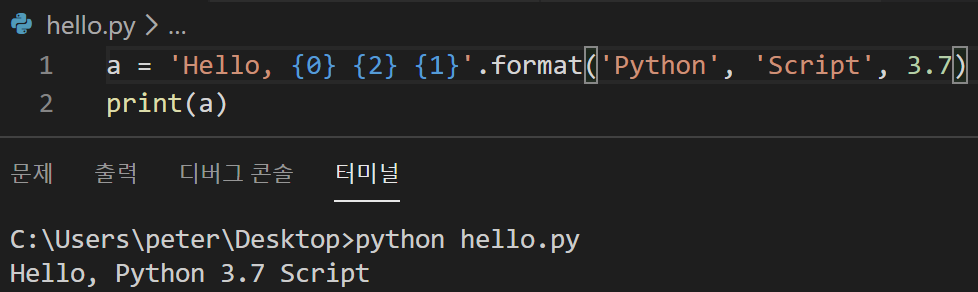 hello.py > ...
1 a = 'Hello, {0} {2} {1}'.format('Python', 'Script', 3.7)
2 print(a)
문제 출력 디버그 콘솔 터미널
C:\Users\peter\Desktop>python hello.py
Hello, Python 3.7 Script